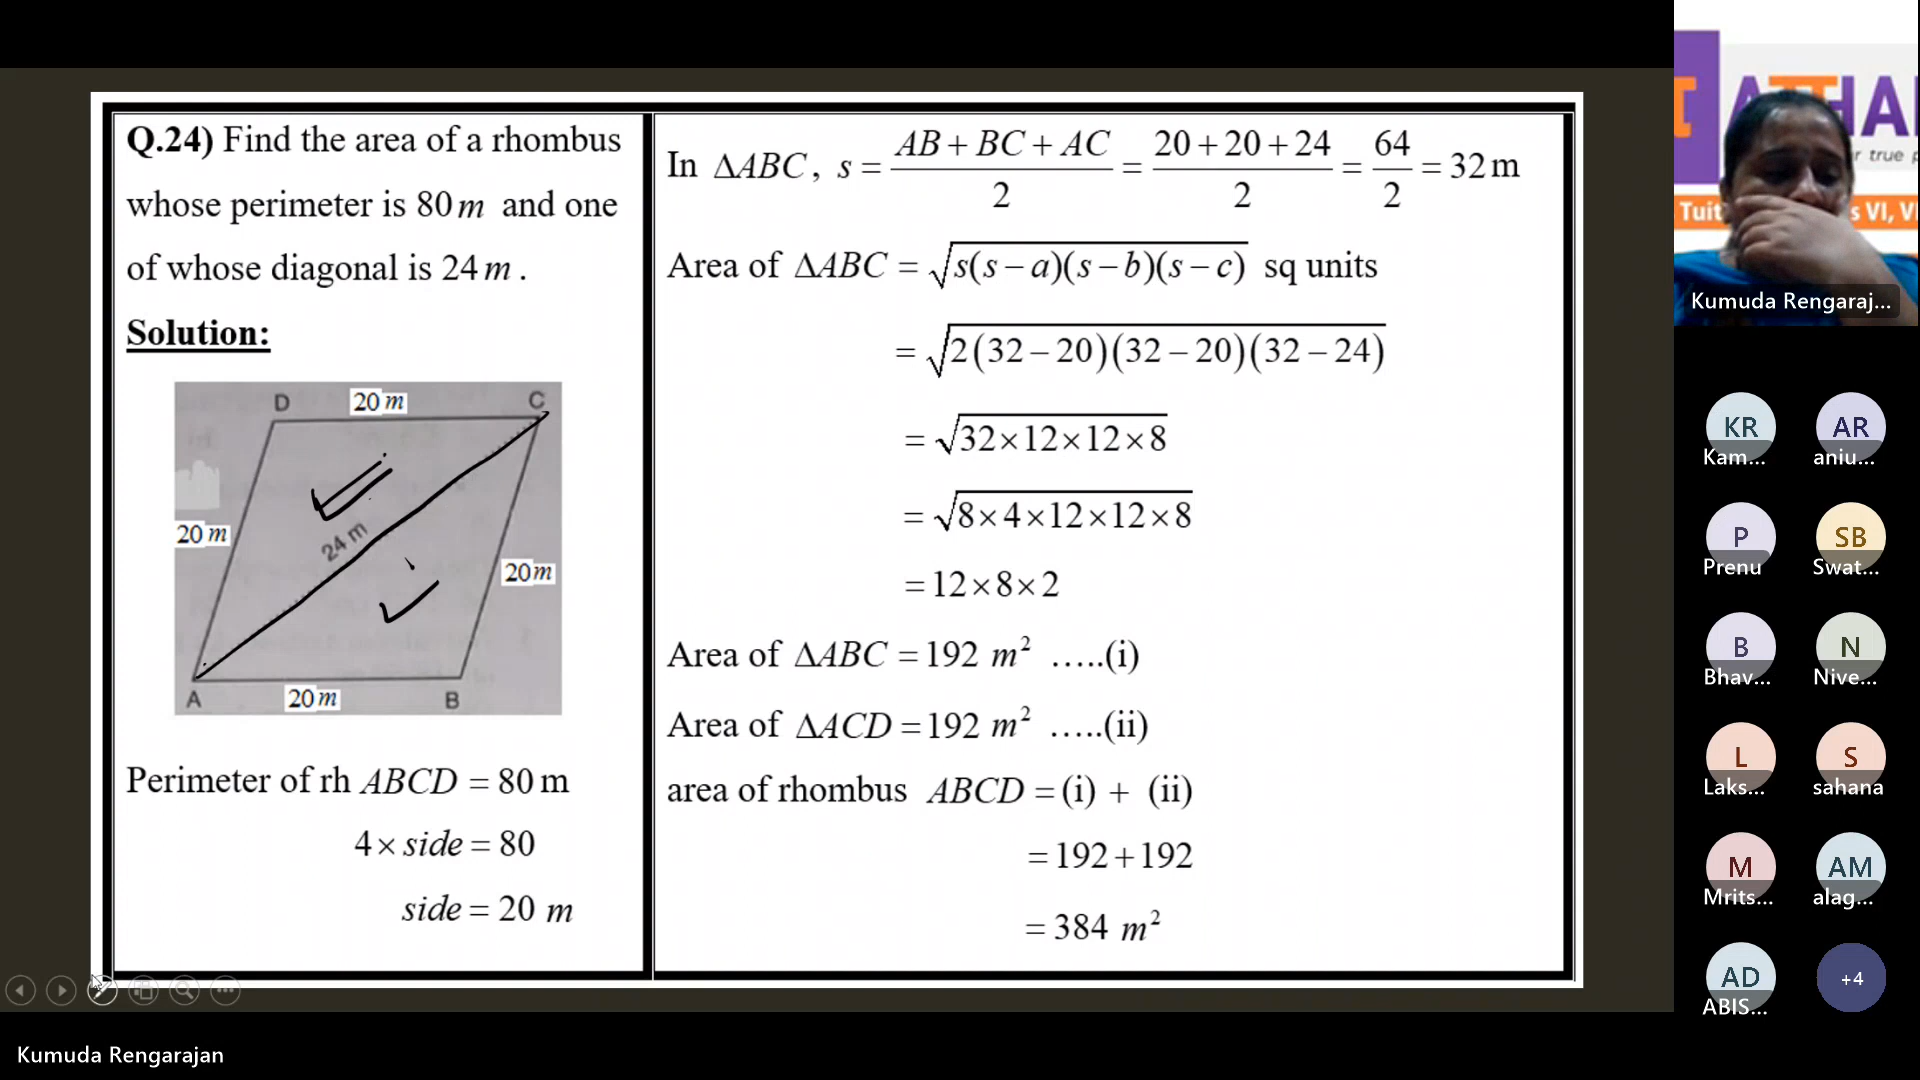 Q.24) Find the area of a rhombus
whose perimeter is 80 m and one
of whose diagonal is 24 m .
Solution:
D
20 m
C
20 m
24 m
20 m
A
20 m
B
Perimeter of rh ABCD = 80 m
4 × side = 80
side = 20 m
In ΔABC , s = (AB + BC + AC)/2 = (20 + 20 + 24)/2 = 64/2 = 32 m
Area of ΔABC = √(s(s − a)(s − b)(s − c)) sq units
= √(2(32 − 20)(32 − 20)(32 − 24))
= √(32 × 12 × 12 × 8)
= √(8 × 4 × 12 × 12 × 8)
= 12 × 8 × 2
Area of ΔABC = 192 m² .....(i)
Area of ΔACD = 192 m² .....(ii)
area of rhombus ABCD = (i) + (ii)
= 192 + 192
= 384 m²
Tuit
s VI, V
Kumuda Rengaraj...
KR
Kam...
AR
aniu...
P
Prenu
SB
Swat...
B
Bhav...
N
Nive...
L
Laks...
S
sahana
M
Mrits...
AM
alag...
AD
ABIS...
+4
Kumuda Rengarajan